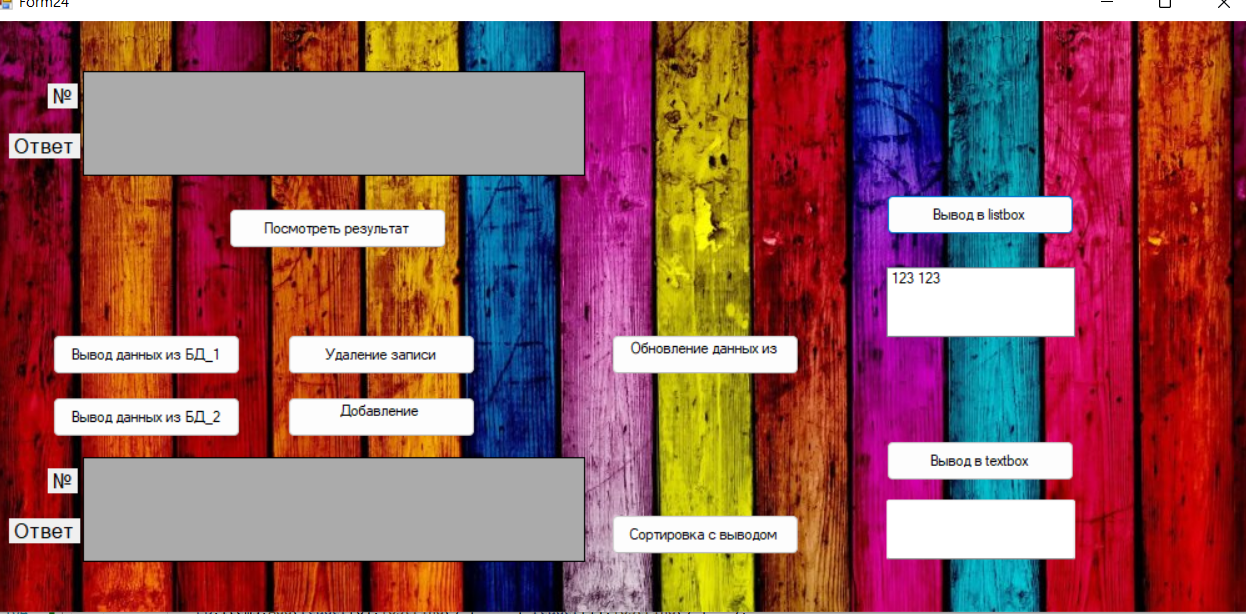 Form24
№
Ответ
Посмотреть результат
Вывод в listbox
123 123
Вывод данных из БД_1
Удаление записи
Обновление данных из
Вывод данных из БД_2
Добавление
Вывод в textbox
№
Ответ
Сортировка с выводом